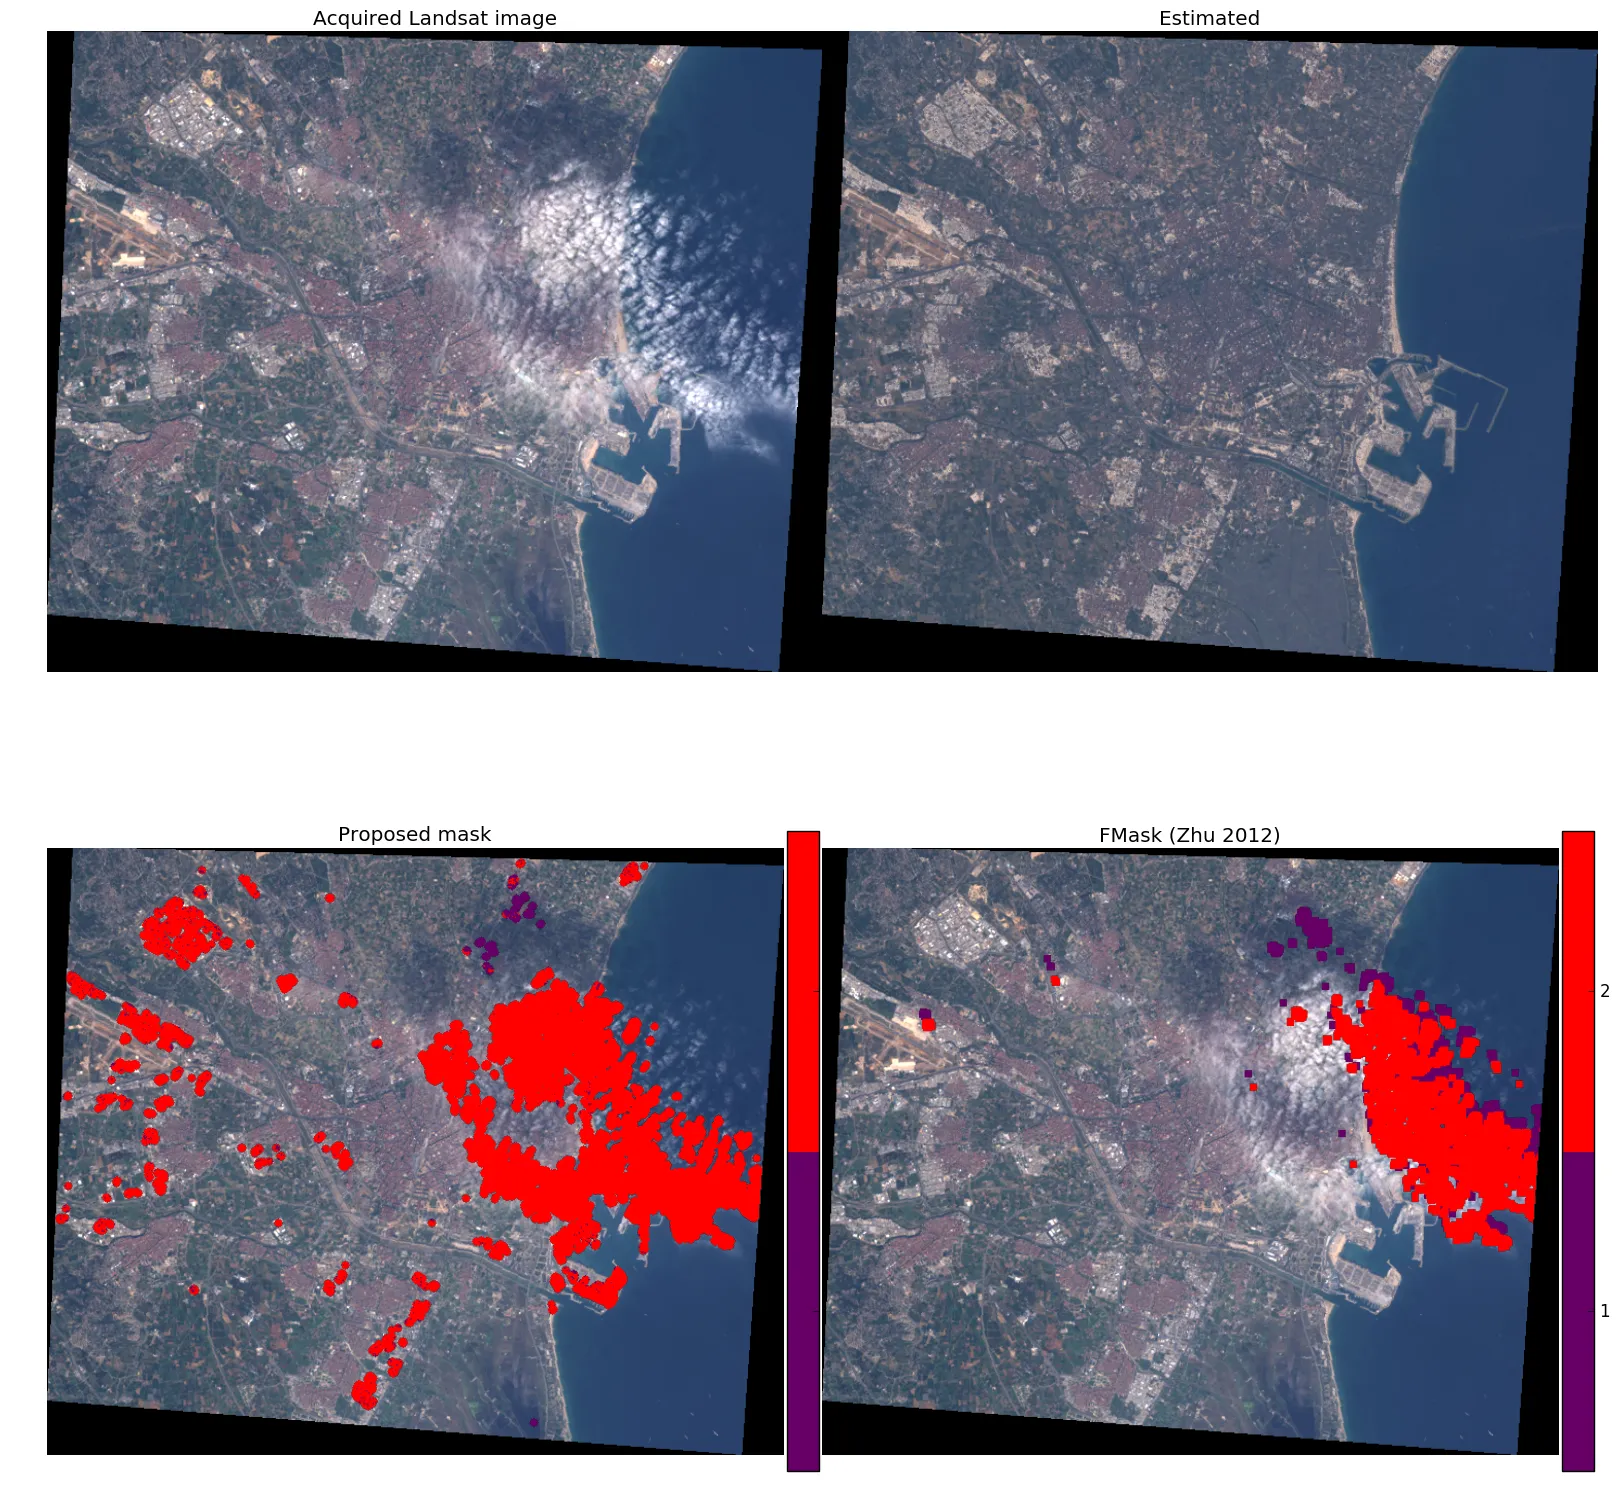 Acquired Landsat image
Estimated
Proposed mask
FMask (Zhu 2012)
2
1